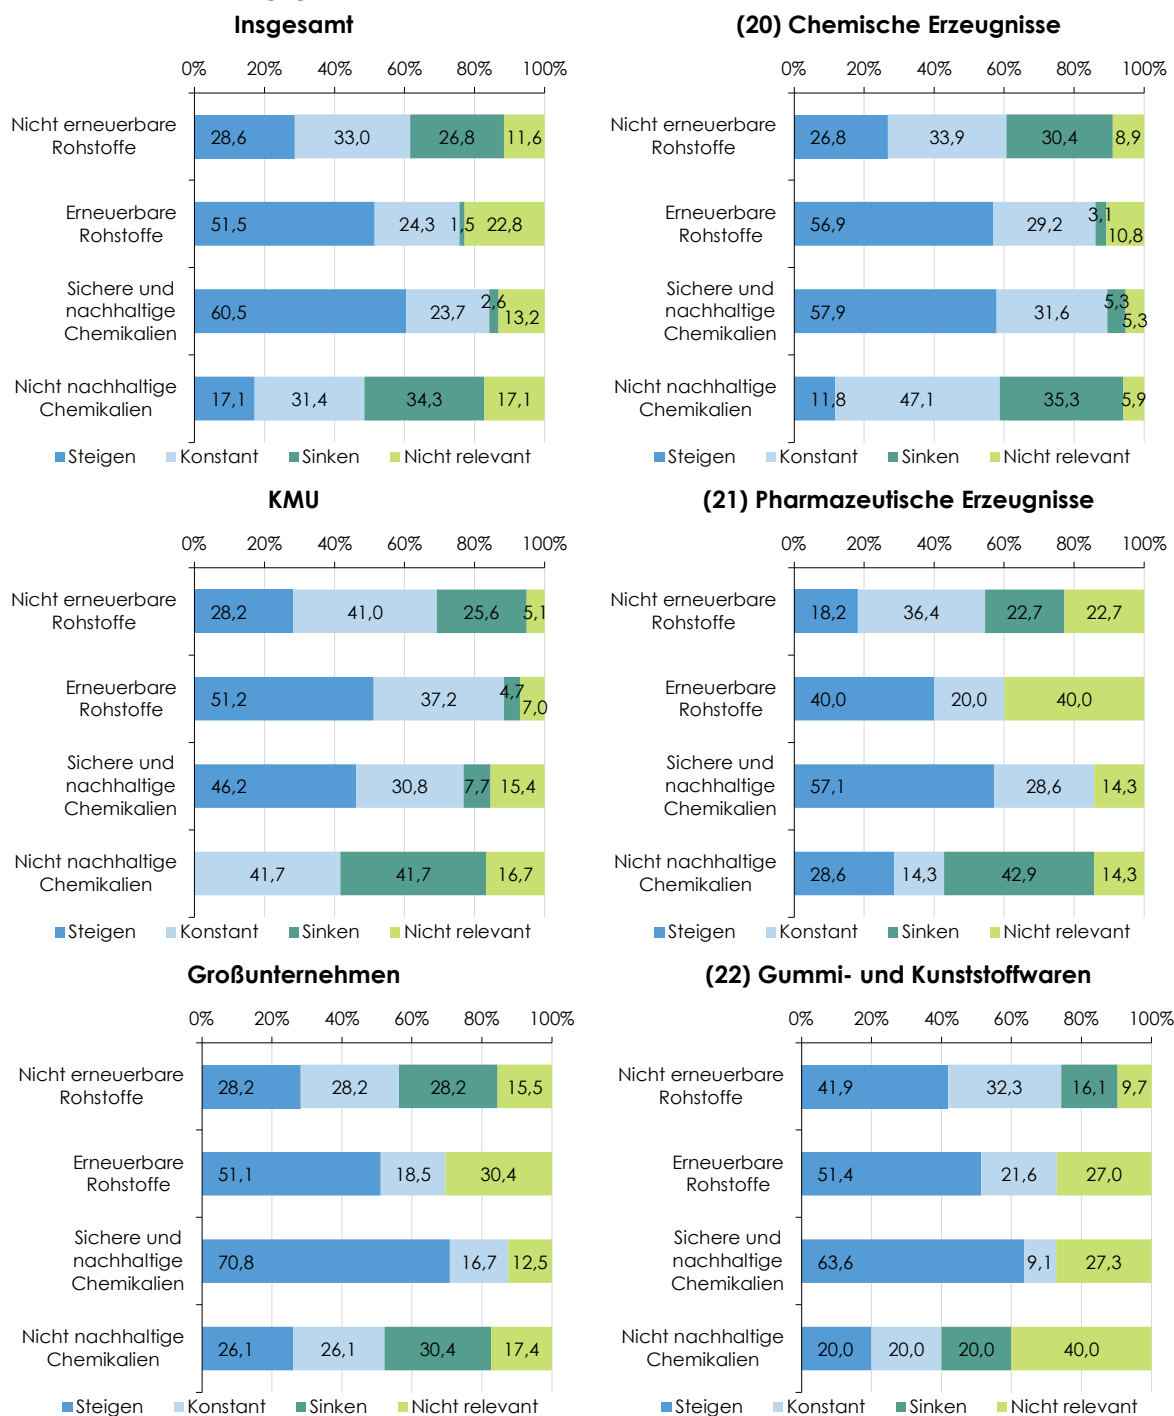 Insgesamt
0% 20% 40% 60% 80% 100%
Nicht erneuerbare
Rohstoffe
28,6 33,0 26,8 11,6
Erneuerbare
Rohstoffe
51,5 24,3 1,5 22,8
Sichere und
nachhaltige
Chemikalien
60,5 23,7 2,6 13,2
Nicht nachhaltige
Chemikalien
17,1 31,4 34,3 17,1
Steigen Konstant Sinken Nicht relevant
(20) Chemische Erzeugnisse
0% 20% 40% 60% 80% 100%
Nicht erneuerbare
Rohstoffe
26,8 33,9 30,4 8,9
Erneuerbare
Rohstoffe
56,9 29,2 3,1 10,8
Sichere und
nachhaltige
Chemikalien
57,9 31,6 5,3 5,3
Nicht nachhaltige
Chemikalien
11,8 47,1 35,3 5,9
Steigen Konstant Sinken Nicht relevant
KMU
0% 20% 40% 60% 80% 100%
Nicht erneuerbare
Rohstoffe
28,2 41,0 25,6 5,1
Erneuerbare
Rohstoffe
51,2 37,2 4,7 7,0
Sichere und
nachhaltige
Chemikalien
46,2 30,8 7,7 15,4
Nicht nachhaltige
Chemikalien
41,7 41,7 16,7
Steigen Konstant Sinken Nicht relevant
(21) Pharmazeutische Erzeugnisse
0% 20% 40% 60% 80% 100%
Nicht erneuerbare
Rohstoffe
18,2 36,4 22,7 22,7
Erneuerbare
Rohstoffe
40,0 20,0 40,0
Sichere und
nachhaltige
Chemikalien
57,1 28,6 14,3
Nicht nachhaltige
Chemikalien
28,6 14,3 42,9 14,3
Steigen Konstant Sinken Nicht relevant
Großunternehmen
0% 20% 40% 60% 80% 100%
Nicht erneuerbare
Rohstoffe
28,2 28,2 28,2 15,5
Erneuerbare
Rohstoffe
51,1 18,5 30,4
Sichere und
nachhaltige
Chemikalien
70,8 16,7 12,5
Nicht nachhaltige
Chemikalien
26,1 26,1 30,4 17,4
Steigen Konstant Sinken Nicht relevant
(22) Gummi- und Kunststoffwaren
0% 20% 40% 60% 80% 100%
Nicht erneuerbare
Rohstoffe
41,9 32,3 16,1 9,7
Erneuerbare
Rohstoffe
51,4 21,6 27,0
Sichere und
nachhaltige
Chemikalien
63,6 9,1 27,3
Nicht nachhaltige
Chemikalien
20,0 20,0 20,0 40,0
Steigen Konstant Sinken Nicht relevant